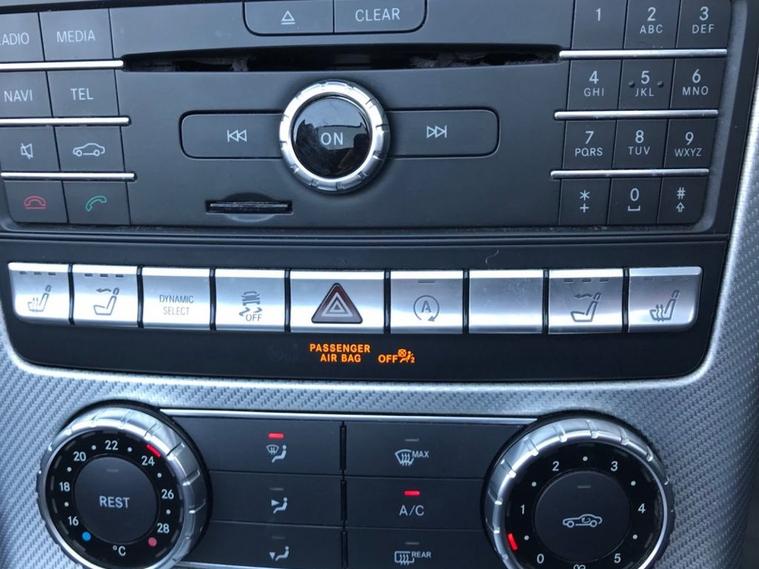 CLEAR
RADIO MEDIA
1 2 3
ABC DEF
NAVI TEL
4 5 6
GHI JKL MNO
ON
7 8 9
PQRS TUV WXYZ
* 0 #
+
DYNAMIC
SELECT
OFF
A
PASSENGER
AIR BAG OFF 2
16 18 20 22 24 26 28
°C
REST
MAX
A/C
REAR
0 1 2 3 4 5